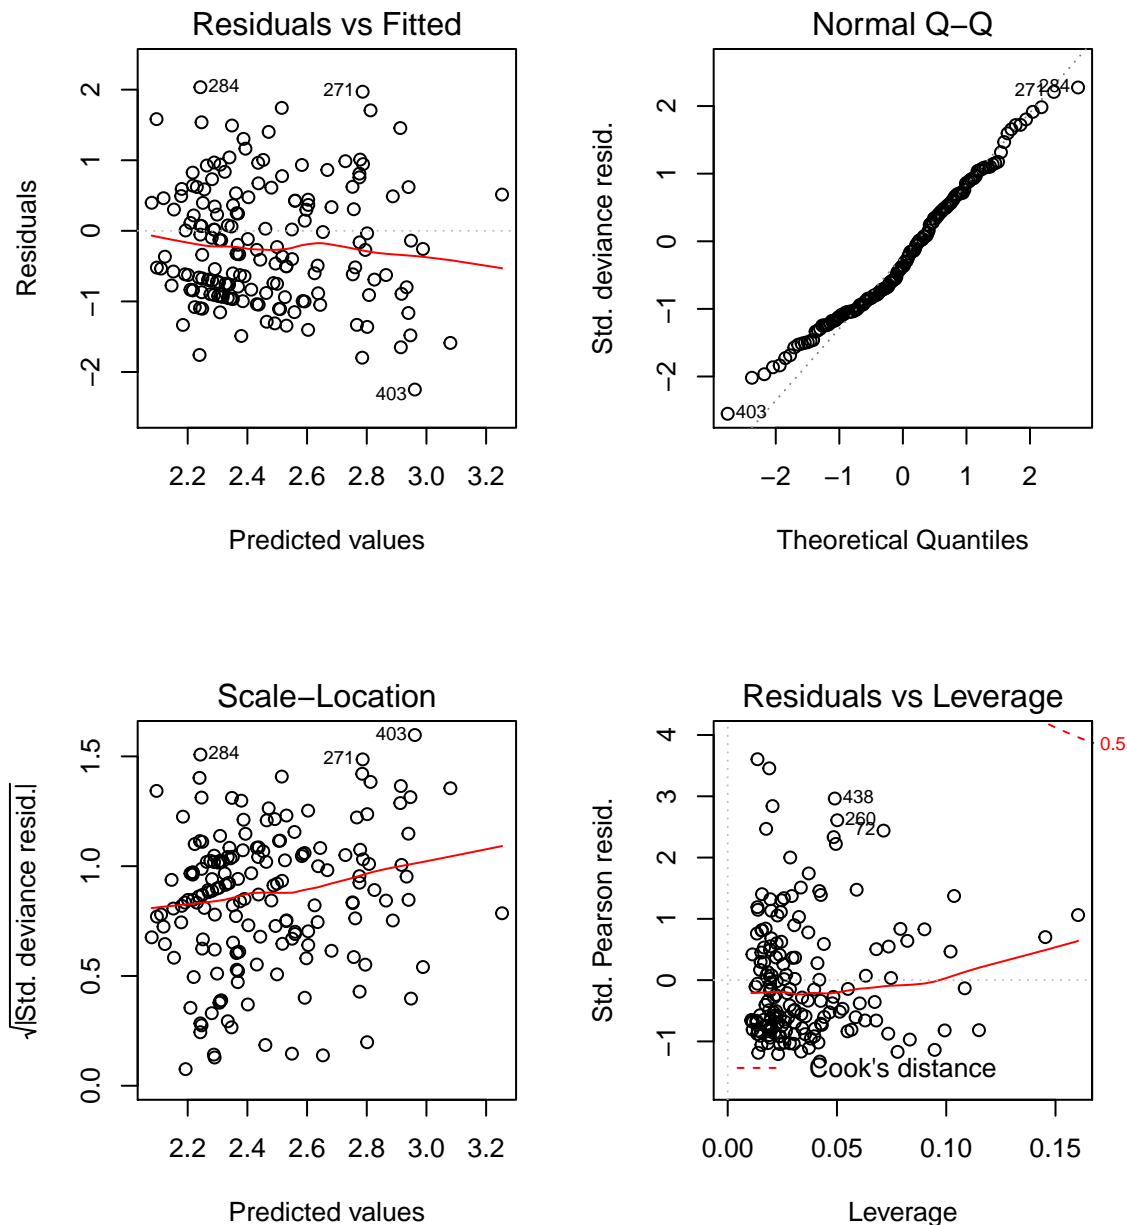 Residuals vs Fitted
Residuals
2
1
0
−1
−2
284
271
403
2.2 2.4 2.6 2.8 3.0 3.2
Predicted values
Normal Q−Q
Std. deviance resid.
2
1
0
−1
−2
271
284
403
−2 −1 0 1 2
Theoretical Quantiles
Scale−Location
√|Std. deviance resid.|
1.5
1.0
0.5
0.0
403
284
271
2.2 2.4 2.6 2.8 3.0 3.2
Predicted values
Residuals vs Leverage
Std. Pearson resid.
4
3
2
1
0
−1
0.5
438
260
72
Cook's distance
0.00 0.05 0.10 0.15
Leverage